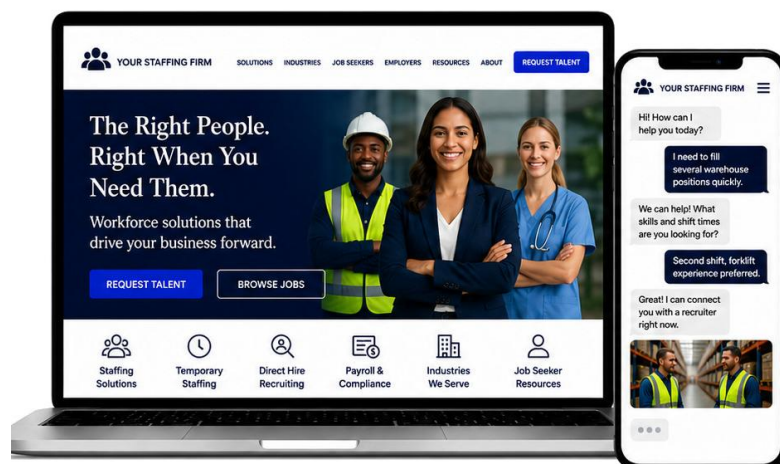 YOUR STAFFING FIRM
SOLUTIONS INDUSTRIES JOB SEEKERS EMPLOYERS RESOURCES ABOUT REQUEST TALENT
The Right People.
Right When You
Need Them.
Workforce solutions that
drive your business forward.
REQUEST TALENT BROWSE JOBS
Staffing
Solutions
Temporary
Staffing
Direct Hire
Recruiting
Payroll &
Compliance
Industries
We Serve
Job Seeker
Resources
YOUR STAFFING FIRM
Hi! How can I
help you today?
I need to fill
several warehouse
positions quickly.
We can help! What
skills and shift times
are you looking for?
Second shift, forklift
experience preferred.
Great! I can connect
you with a recruiter
right now.